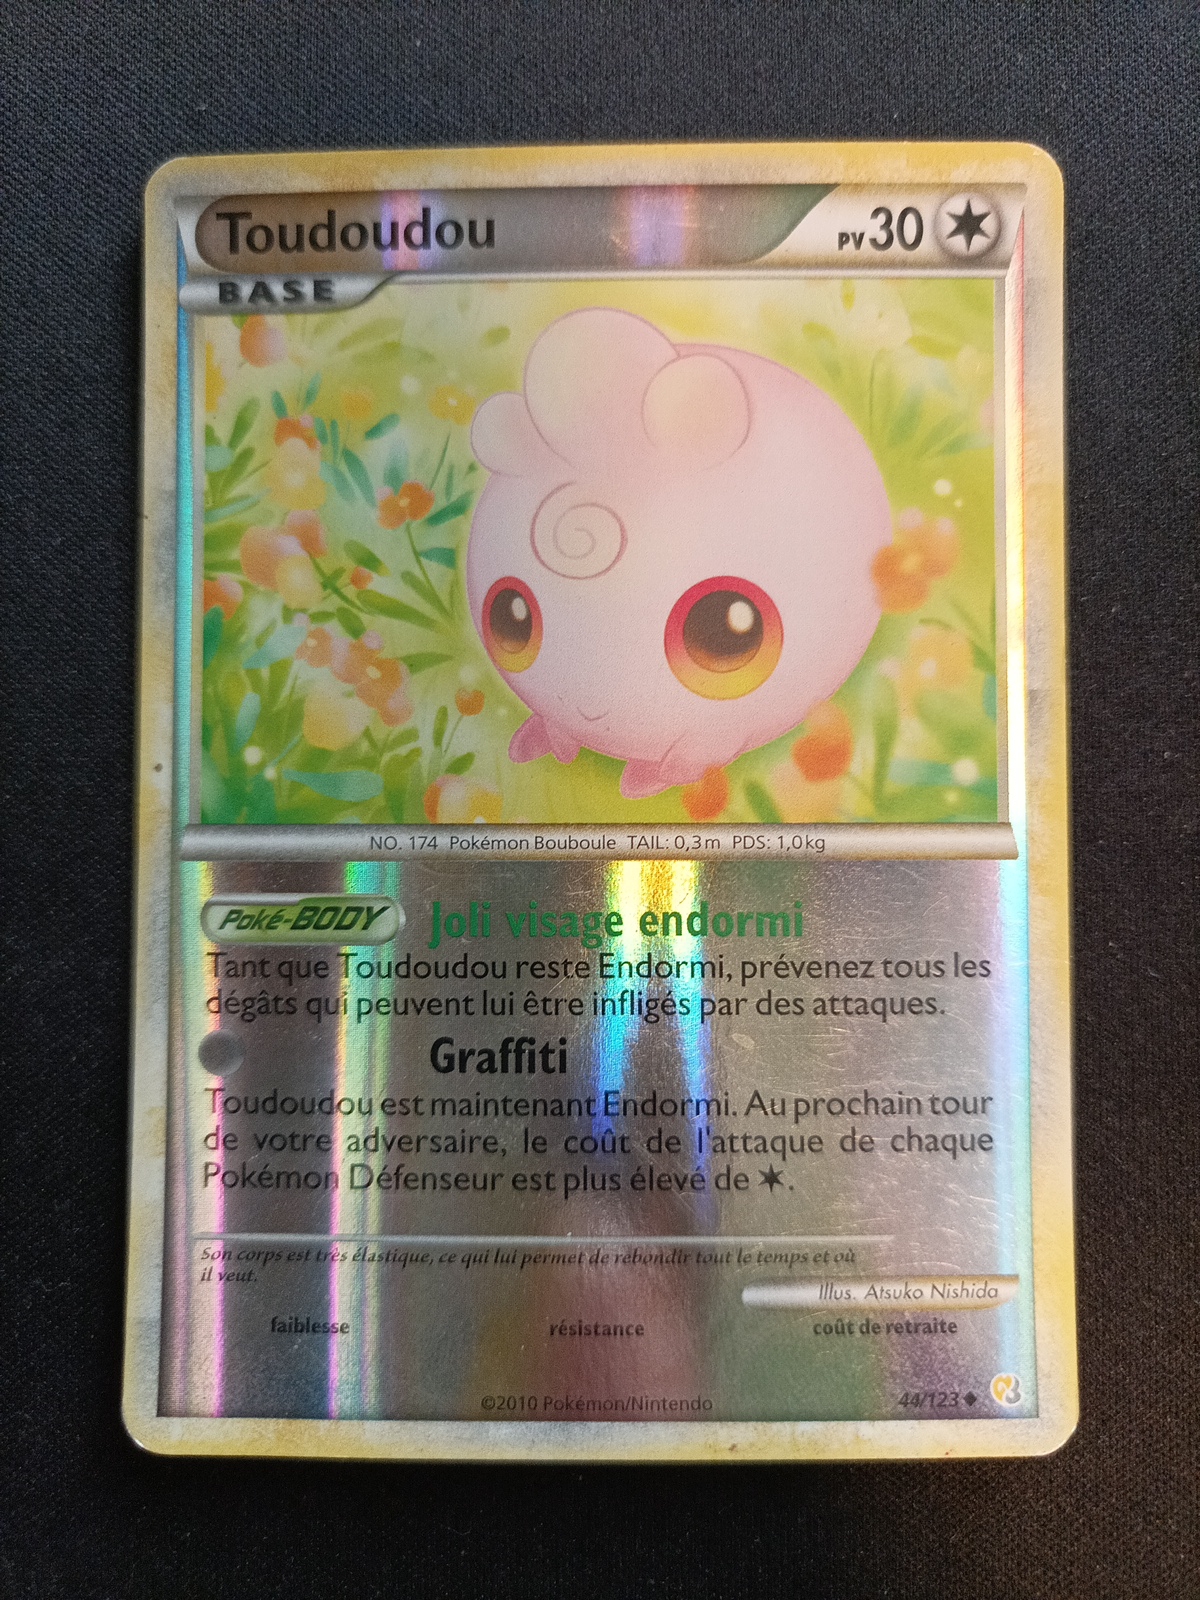 Toudoudou
PV 30
BASE
NO. 174 Pokémon Bouboule TAIL: 0,3m PDS: 1,0kg
Poké-BODY Joli visage endormi
Tant que Toudoudou reste Endormi, prévenez tous les
dégâts qui peuvent lui être infligés par des attaques.
Graffiti
Toudoudou est maintenant Endormi. Au prochain tour
de votre adversaire, le coût de l'attaque de chaque
Pokémon Défenseur est plus élevé de ✶.
Son corps est très élastique, ce qui lui permet de rebondir tout le temps et où
il veut.
Illus. Atsuko Nishida
faiblesse résistance coût de retraite
©2010 Pokémon/Nintendo 44/123 ◆